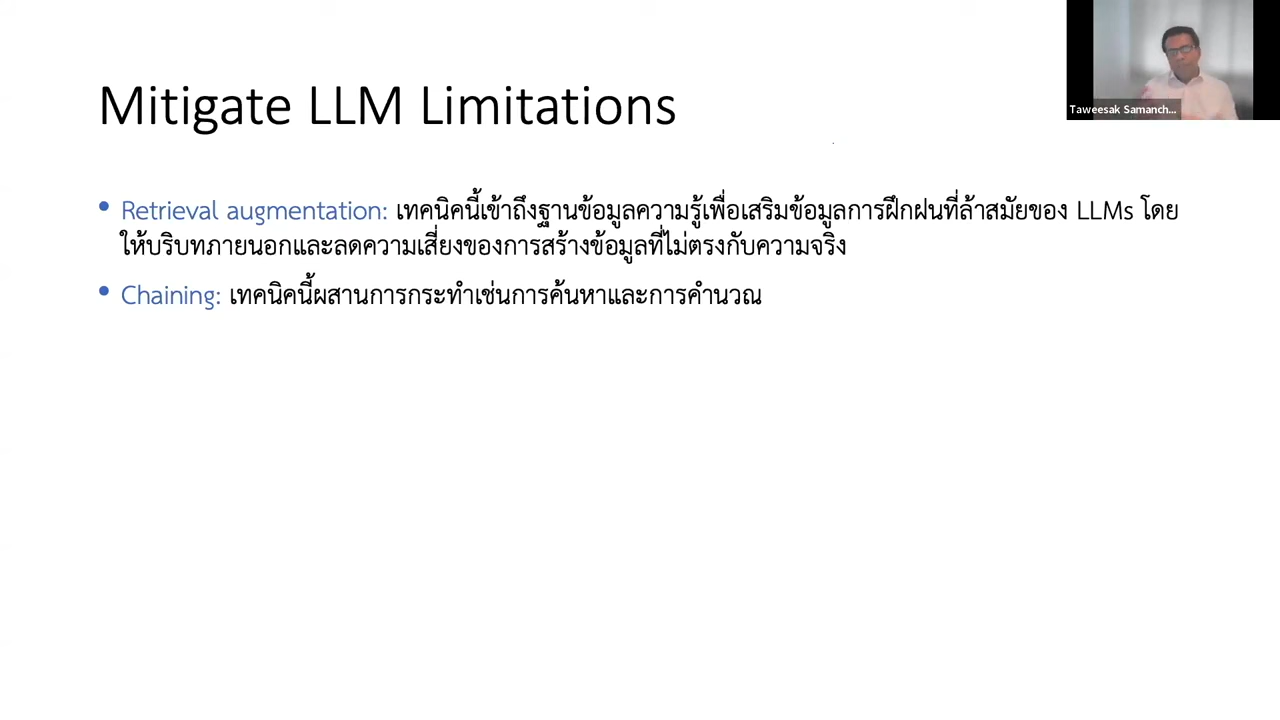 Mitigate LLM Limitations
Taweesak Samanch...
• Retrieval augmentation: เทคนิคนี้เข้าถึงฐานข้อมูลความรู้เพื่อเสริมข้อมูลการฝึกฝนที่ล้าสมัยของ LLMs โดย
ให้บริบทภายนอกและลดความเสี่ยงของการสร้างข้อมูลที่ไม่ตรงกับความจริง
• Chaining: เทคนิคนี้ผสานการกระทำเช่นการค้นหาและการคำนวณ